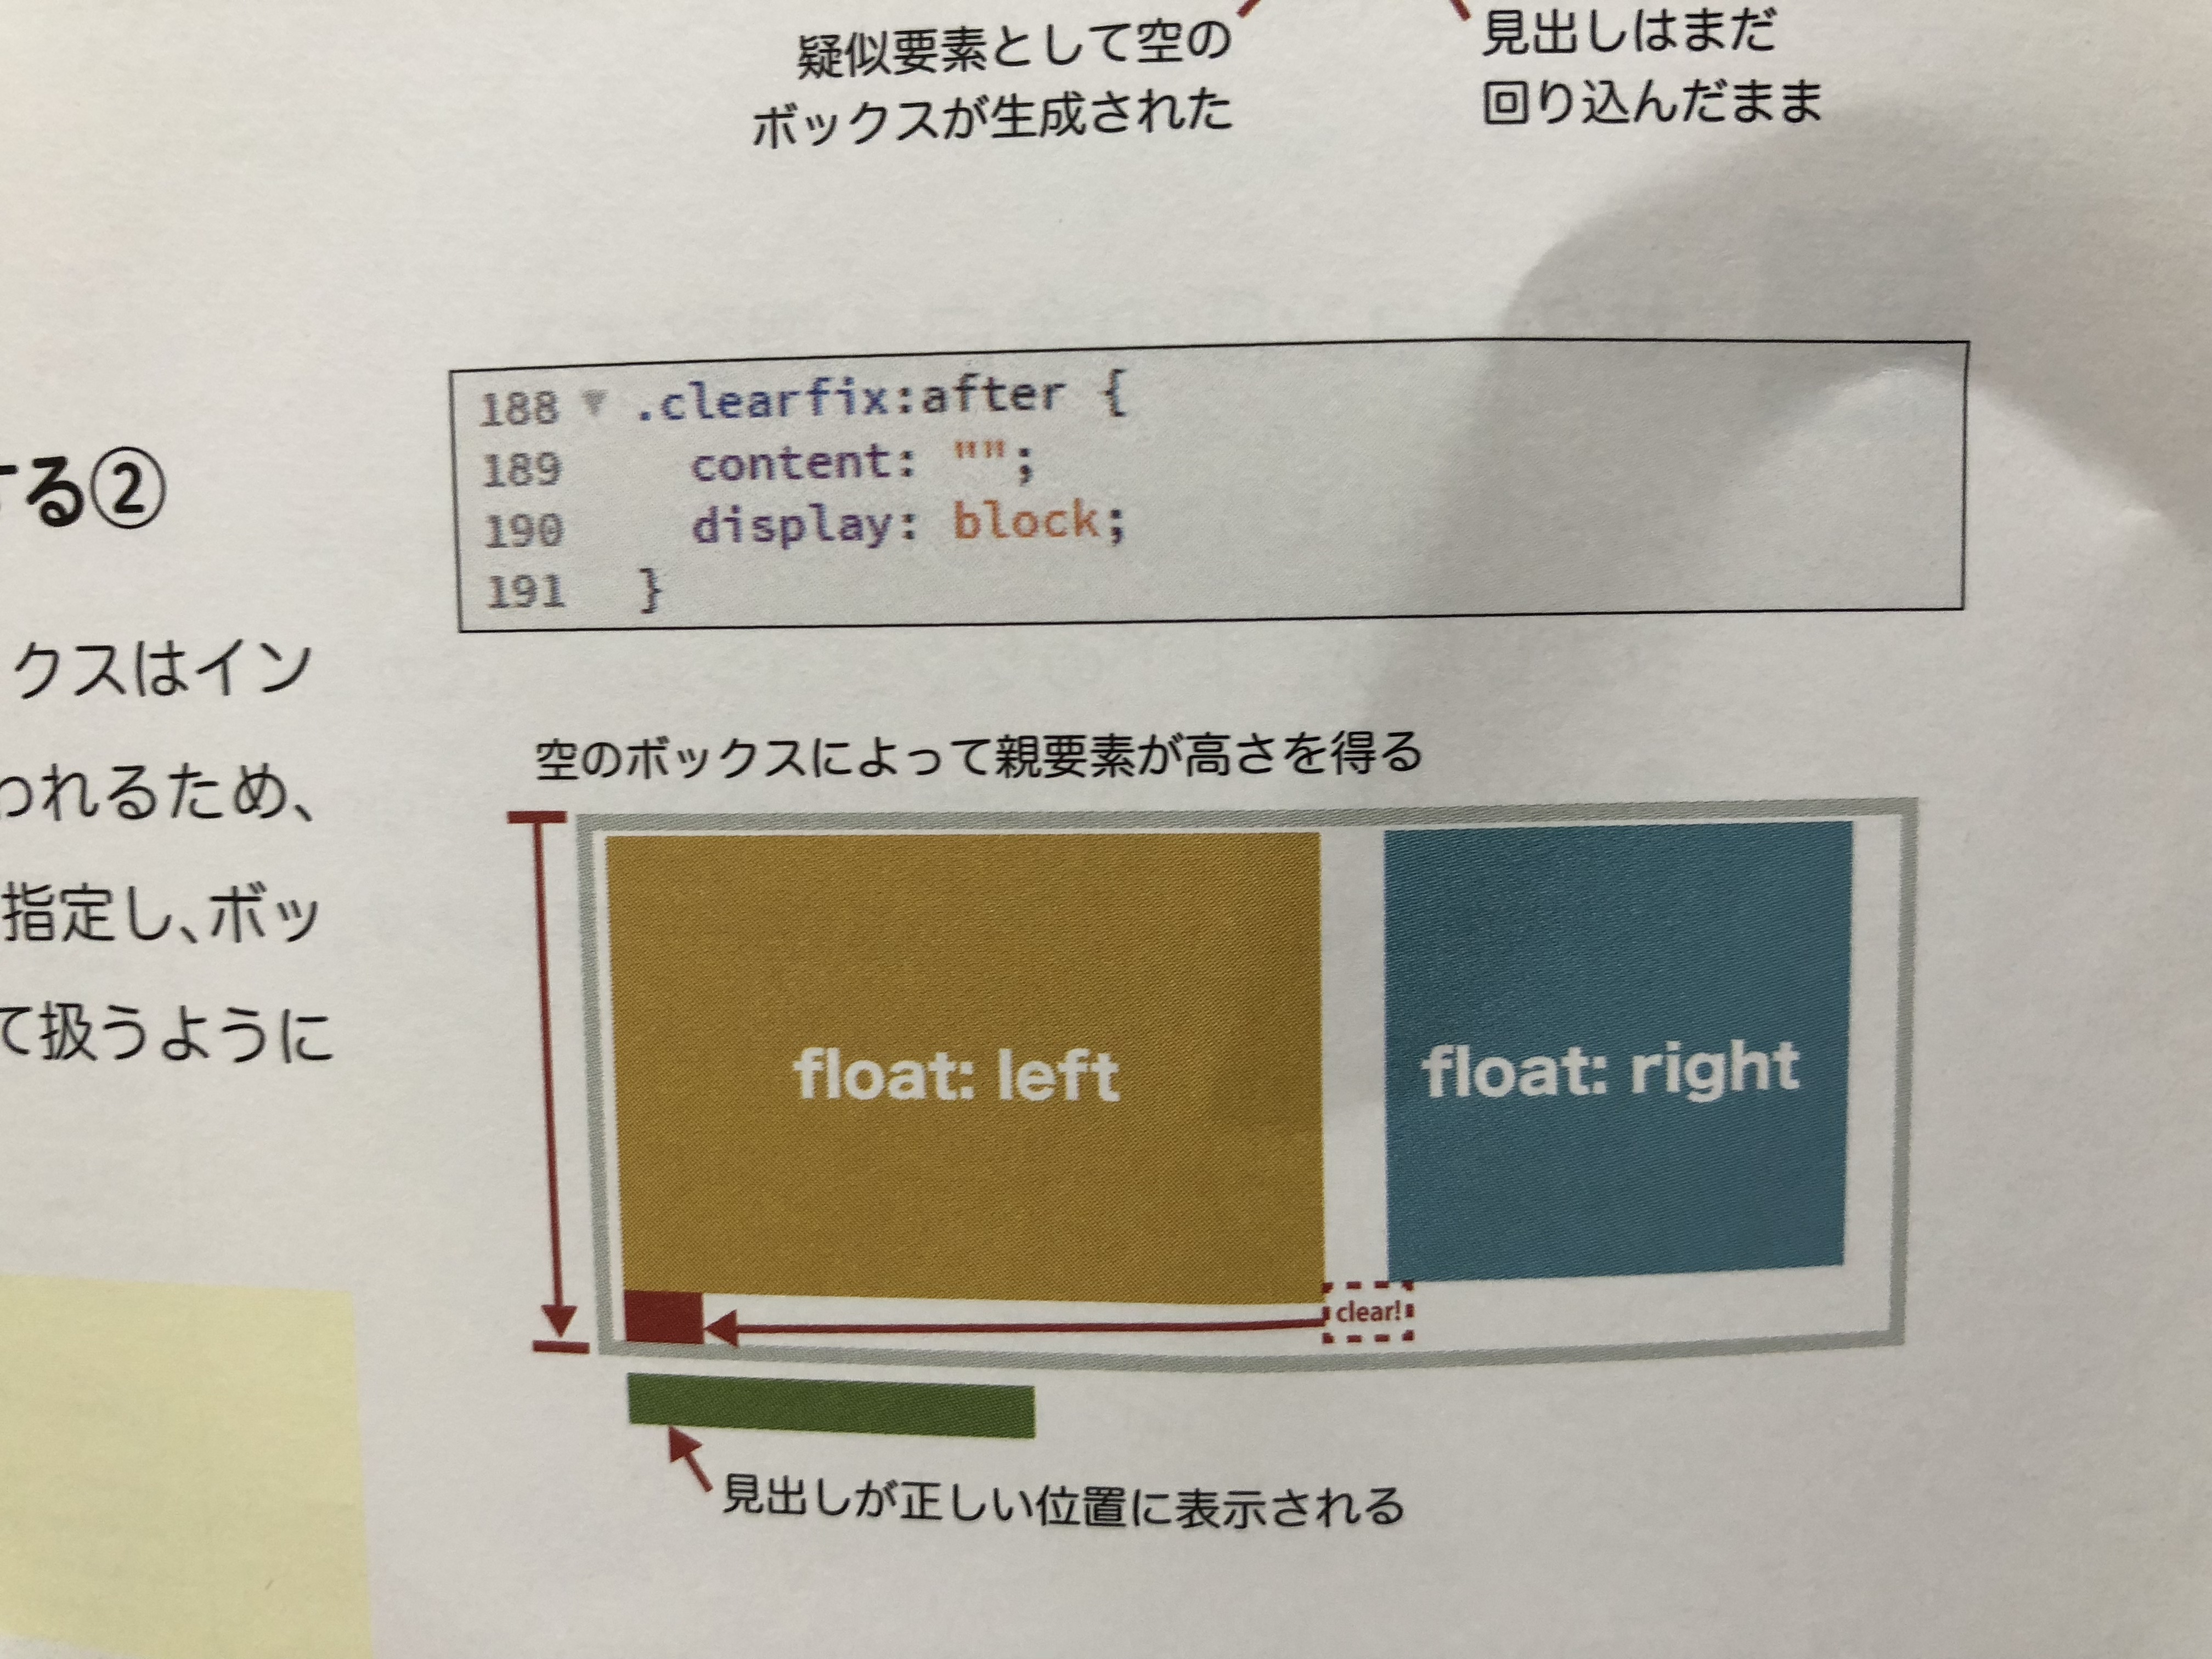 疑似要素として空の
ボックスが生成された
見出しはまだ
回り込んだまま
する②
クスはイン
われるため、
指定し、ボッ
て扱うように
188 ▼ .clearfix:after {
189 content: "";
190 display: block;
191 }
空のボックスによって親要素が高さを得る
float: left
float: right
clear!
見出しが正しい位置に表示される